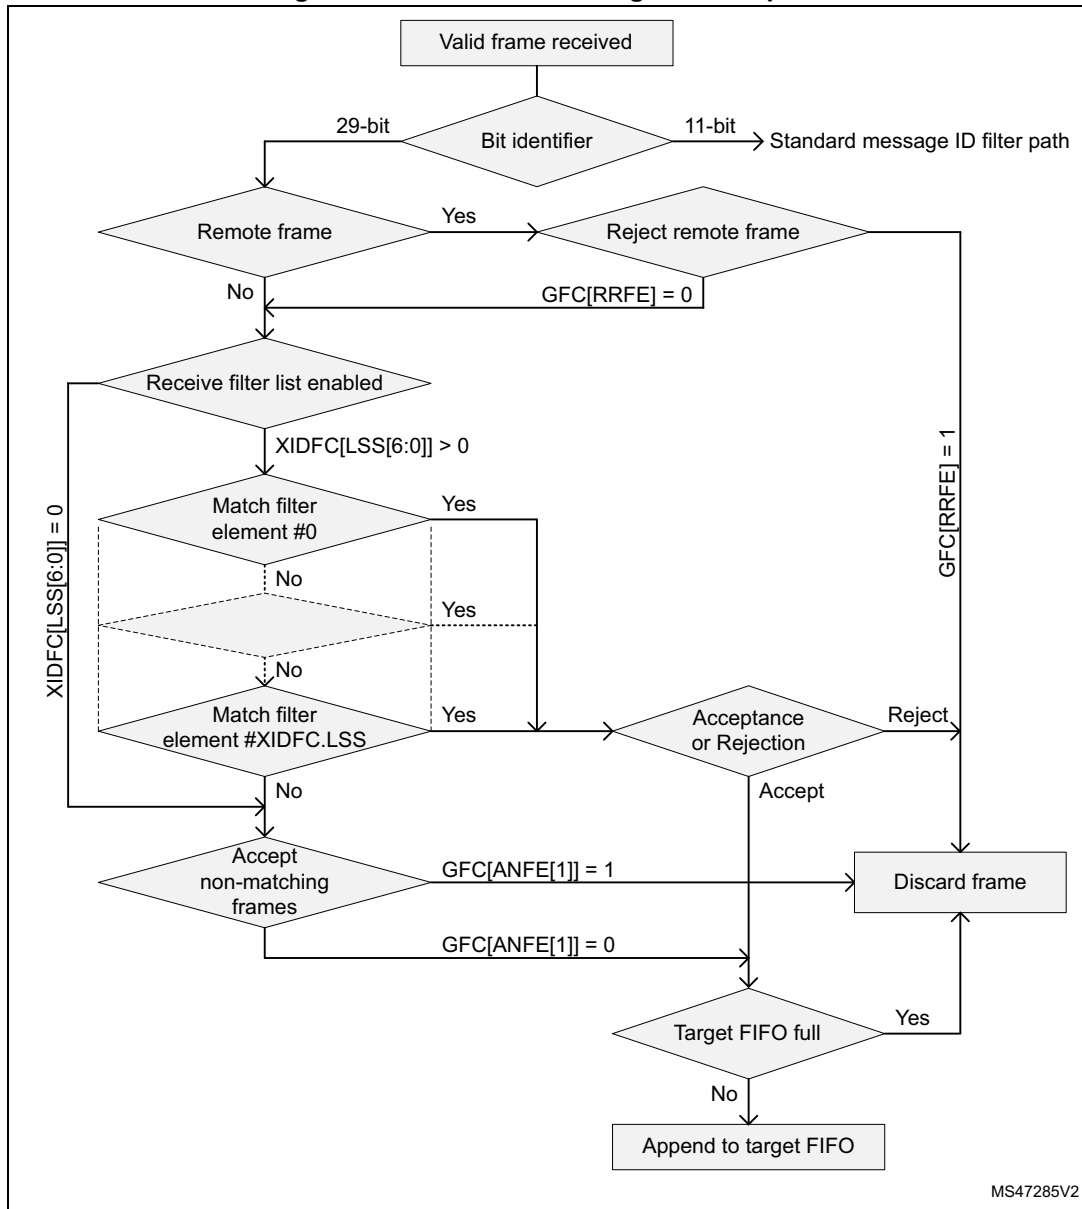 Valid frame received
29-bit
Bit identifier
11-bit
Standard message ID filter path
Remote frame
Yes
Reject remote frame
No
GFC[RRFE] = 0
Receive filter list enabled
XIDFC[LSS[6:0]] > 0
GFC[RRFE] = 1
XIDFC[LSS[6:0]] = 0
Match filter
element #0
Yes
No
Yes
No
Match filter
element #XIDFC.LSS
Yes
Acceptance
or Rejection
Reject
No
Accept
Accept
non-matching
frames
GFC[ANFE[1]] = 1
Discard frame
GFC[ANFE[1]] = 0
Target FIFO full
Yes
No
Append to target FIFO
MS47285V2